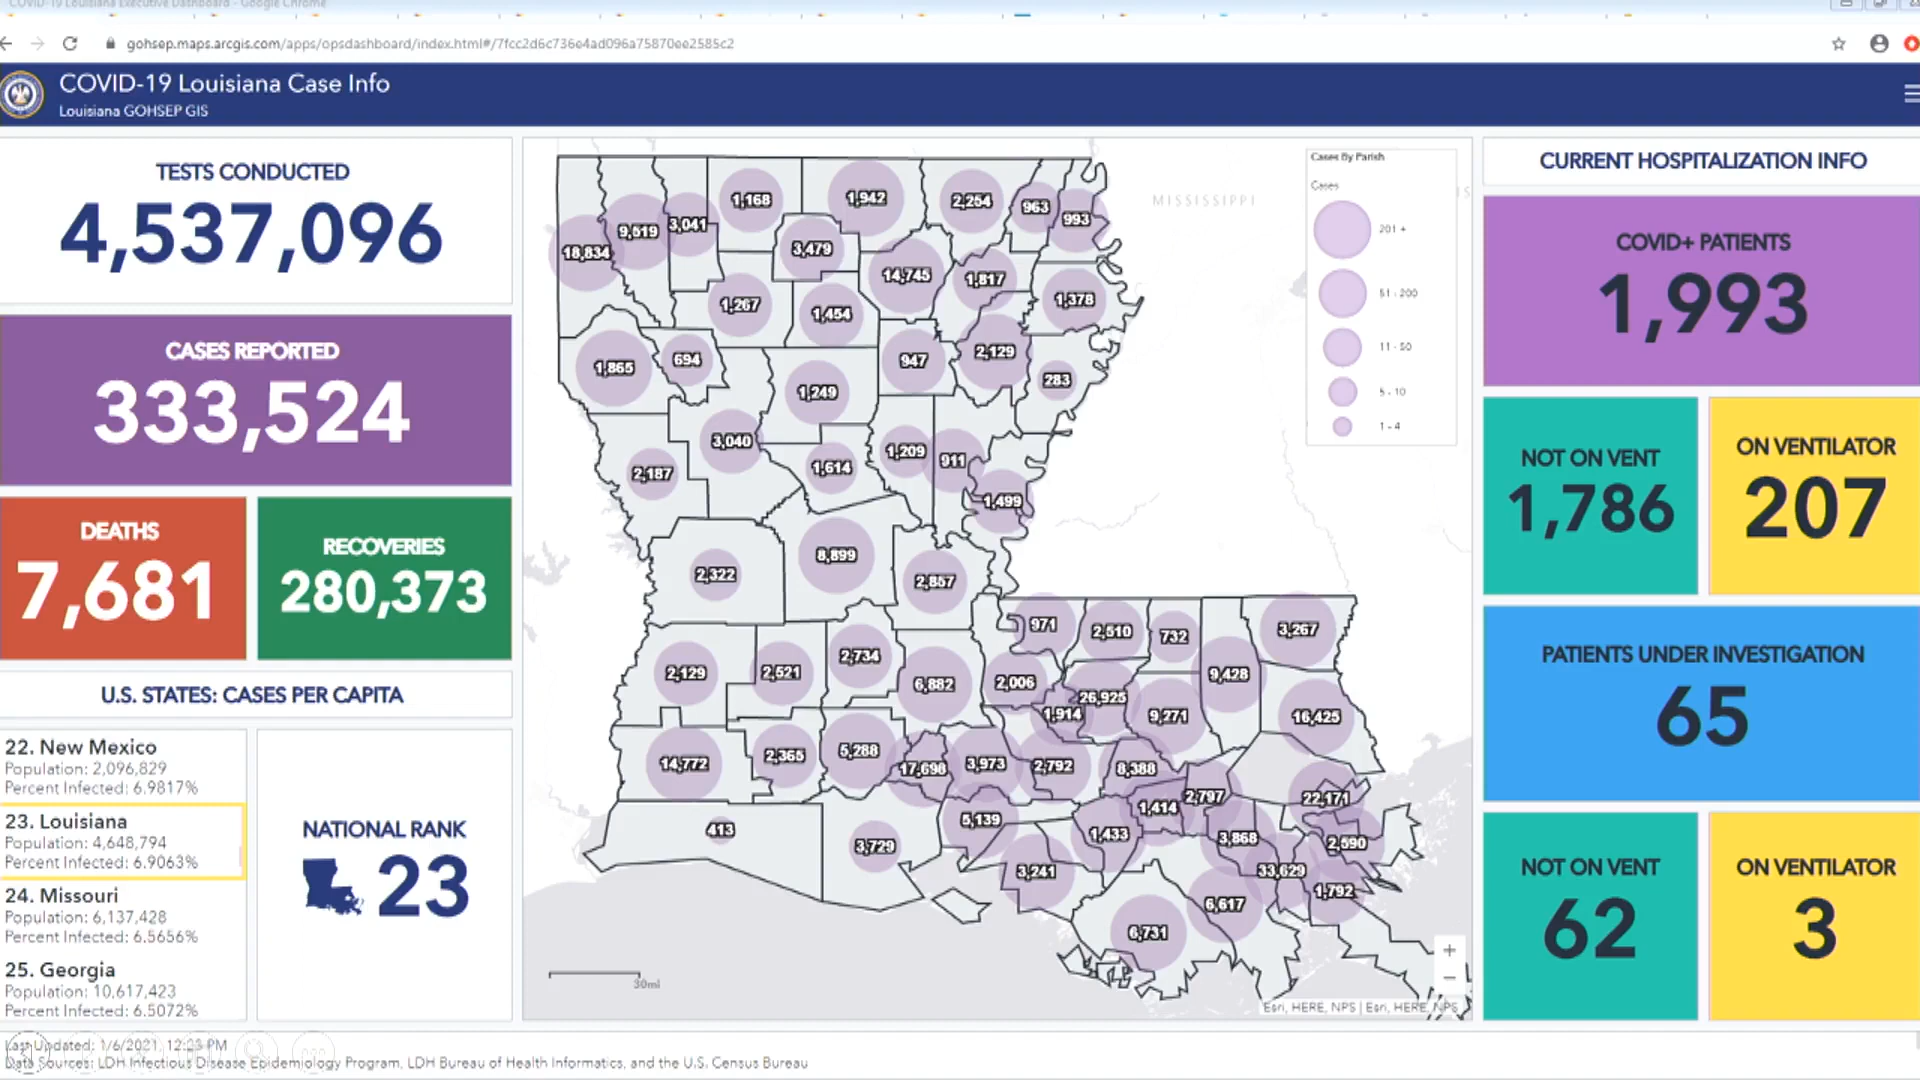 COVID-19 Louisiana Executive Dashboard - Google Chrome
gohsep.maps.arcgis.com/apps/opsdashboard/index.html#/7fcc2d6c736e4ad096a75870ee2585c2
COVID-19 Louisiana Case Info
Louisiana GOHSEP GIS
TESTS CONDUCTED
4,537,096
CASES REPORTED
333,524
DEATHS
7,681
RECOVERIES
280,373
U.S. STATES: CASES PER CAPITA
22. New Mexico
Population: 2,096,829
Percent Infected: 6.9817%
23. Louisiana
Population: 4,648,794
Percent Infected: 6.9063%
24. Missouri
Population: 6,137,428
Percent Infected: 6.5656%
25. Georgia
Population: 10,617,423
Percent Infected: 6.5072%
NATIONAL RANK
23
MISSISSIPPI
Cases By Parish
Cases
201 +
51 - 200
11 - 50
5 - 10
1 - 4
1,168
1,942
2,254
963
993
9,519
3,041
18,834
3,479
14,745
1,817
1,378
1,267
1,454
1,865
694
947
2,129
283
1,249
3,040
1,209
911
2,187
1,614
1,499
2,322
8,899
2,857
971
2,510
732
3,267
2,129
2,521
2,734
6,882
2,006
26,925
9,428
1,914
9,271
16,425
14,772
2,365
5,288
17,698
3,973
2,792
8,388
2,797
22,171
413
5,139
1,414
1,433
3,868
2,590
3,729
3,241
33,629
1,792
6,617
6,731
30mi
+
−
Esri, HERE, NPS | Esri, HERE, NPS
CURRENT HOSPITALIZATION INFO
COVID+ PATIENTS
1,993
NOT ON VENT
1,786
ON VENTILATOR
207
PATIENTS UNDER INVESTIGATION
65
NOT ON VENT
62
ON VENTILATOR
3
Last Updated: 1/6/2021, 12:23 PM
Data Sources: LDH Infectious Disease Epidemiology Program, LDH Bureau of Health Informatics, and the U.S. Census Bureau